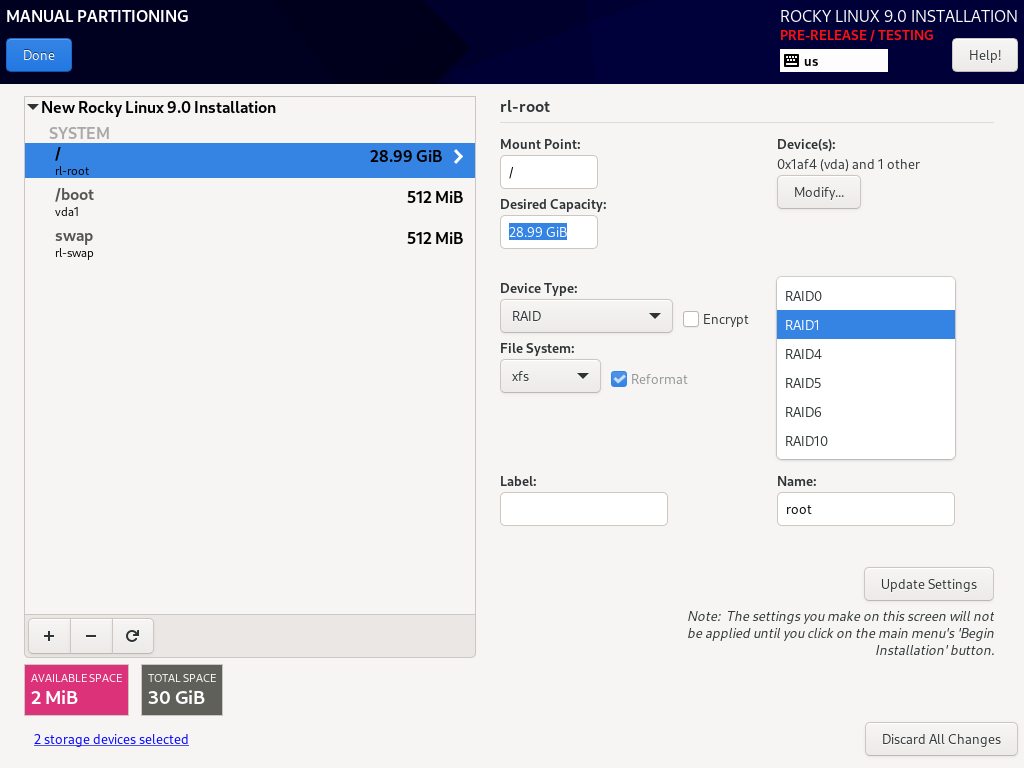 MANUAL PARTITIONING
Done
ROCKY LINUX 9.0 INSTALLATION
PRE-RELEASE / TESTING
us
Help!
New Rocky Linux 9.0 Installation
SYSTEM
/
28.99 GiB
rl-root
/boot
512 MiB
vda1
swap
512 MiB
rl-swap
+
−
AVAILABLE SPACE
2 MiB
TOTAL SPACE
30 GiB
2 storage devices selected
rl-root
Mount Point:
/
Desired Capacity:
28.99 GiB
Device(s):
0x1af4 (vda) and 1 other
Modify...
Device Type:
RAID
Encrypt
File System:
xfs
Reformat
RAID0
RAID1
RAID4
RAID5
RAID6
RAID10
Label:
Name:
root
Update Settings
Note:  The settings you make on this screen will not
be applied until you click on the main menu's 'Begin
Installation' button.
Discard All Changes